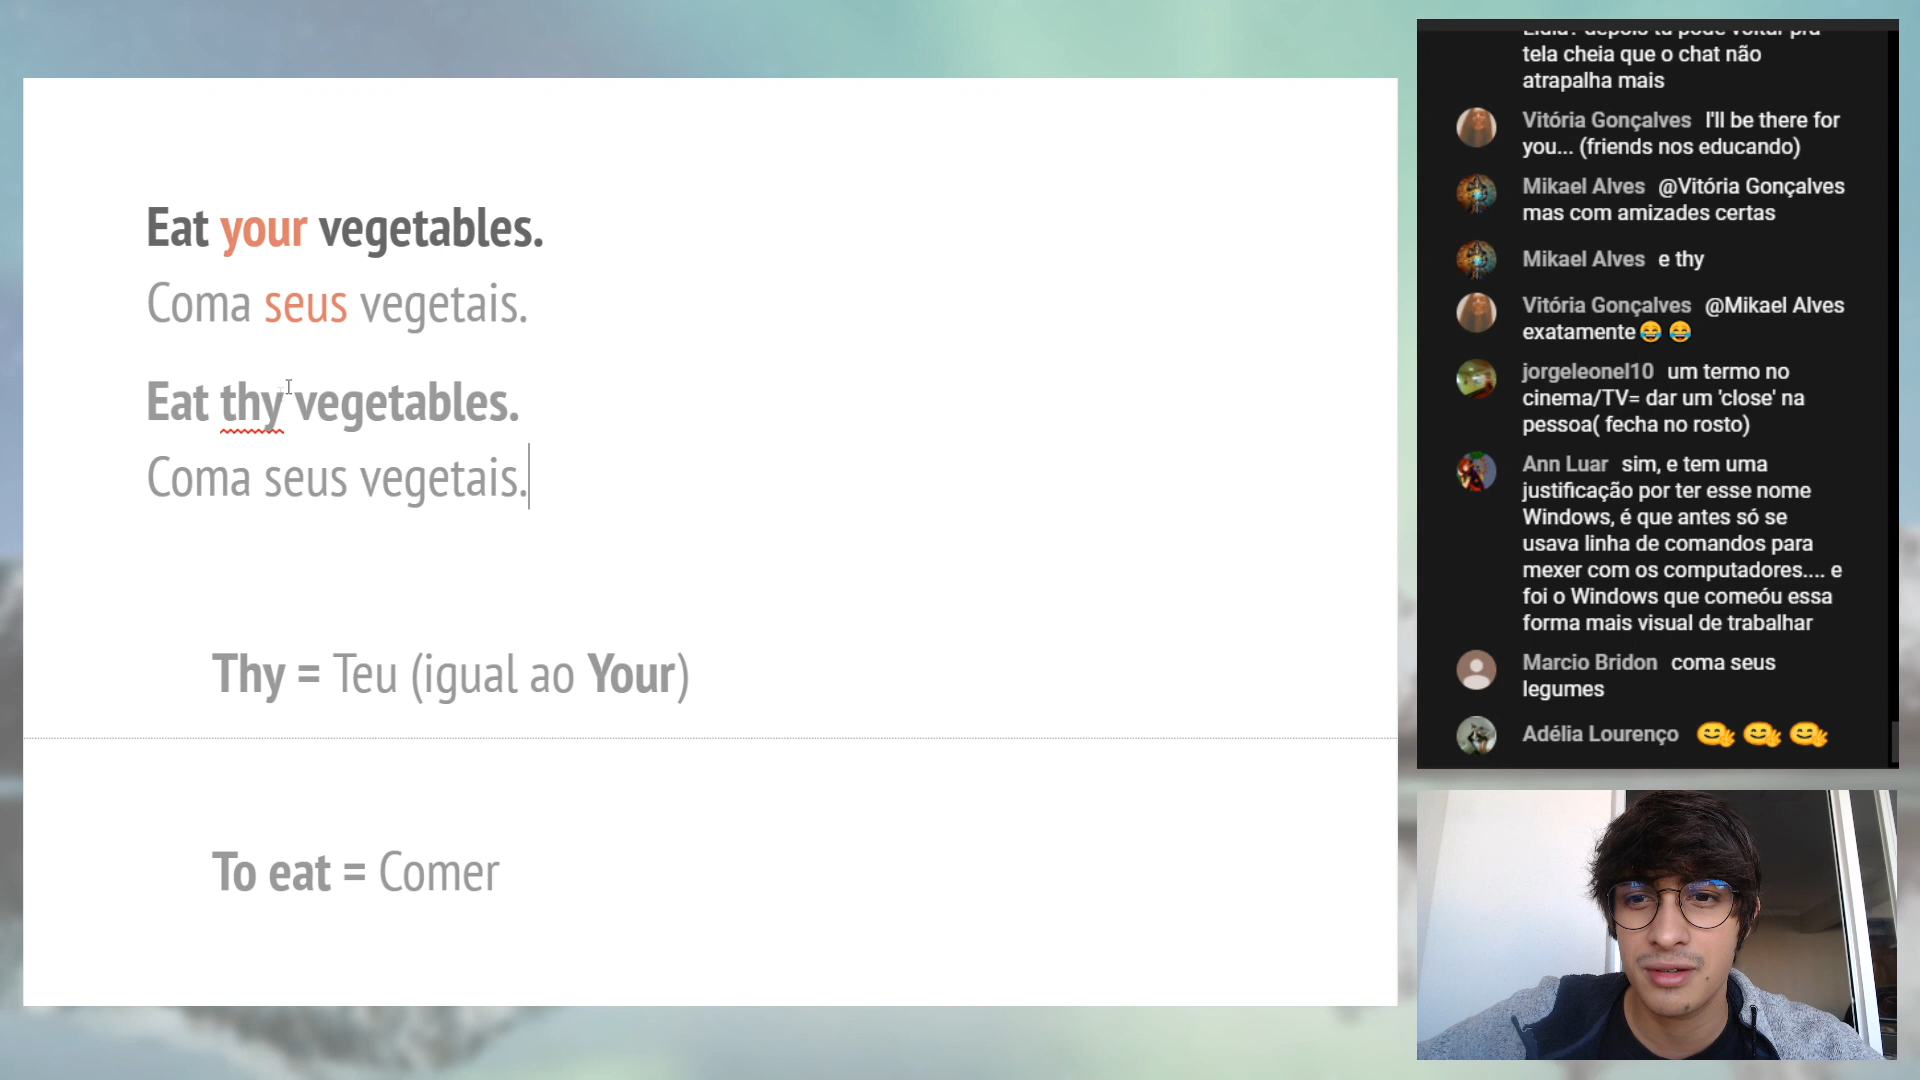 Eat your vegetables.
Coma seus vegetais.
Eat thy vegetables.
Coma seus vegetais.
Thy = Teu (igual ao Your)
To eat = Comer
tela cheia que o chat não
atrapalha mais
Vitória Gonçalves I'll be there for
you... (friends nos educando)
Mikael Alves @Vitória Gonçalves
mas com amizades certas
Mikael Alves e thy
Vitória Gonçalves @Mikael Alves
exatamente😂 😂
jorgeleonel10 um termo no
cinema/TV= dar um 'close' na
pessoa( fecha no rosto)
Ann Luar sim, e tem uma
justificação por ter esse nome
Windows, é que antes só se
usava linha de comandos para
mexer com os computadores.... e
foi o Windows que comeóu essa
forma mais visual de trabalhar
Marcio Bridon coma seus
legumes
Adélia Lourenço